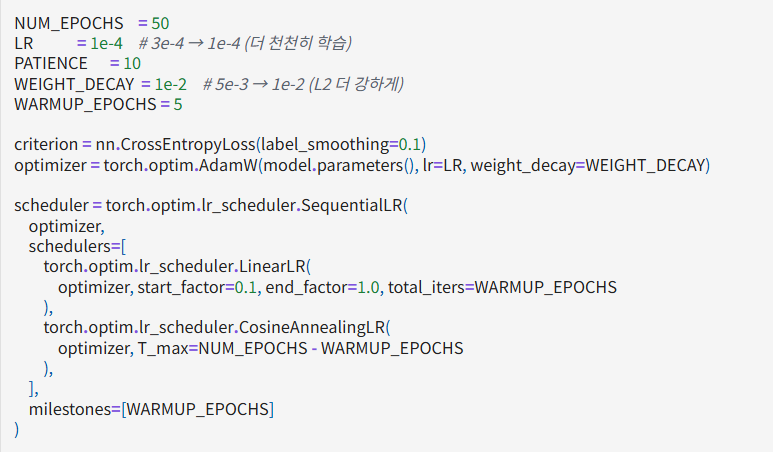 NUM_EPOCHS = 50
LR = 1e-4 # 3e-4 → 1e-4 (더 천천히 학습)
PATIENCE = 10
WEIGHT_DECAY = 1e-2 # 5e-3 → 1e-2 (L2 더 강하게)
WARMUP_EPOCHS = 5
criterion = nn.CrossEntropyLoss(label_smoothing=0.1)
optimizer = torch.optim.AdamW(model.parameters(), lr=LR, weight_decay=WEIGHT_DECAY)
scheduler = torch.optim.lr_scheduler.SequentialLR(
optimizer,
schedulers=[
torch.optim.lr_scheduler.LinearLR(
optimizer, start_factor=0.1, end_factor=1.0, total_iters=WARMUP_EPOCHS
),
torch.optim.lr_scheduler.CosineAnnealingLR(
optimizer, T_max=NUM_EPOCHS - WARMUP_EPOCHS
),
],
milestones=[WARMUP_EPOCHS]
)